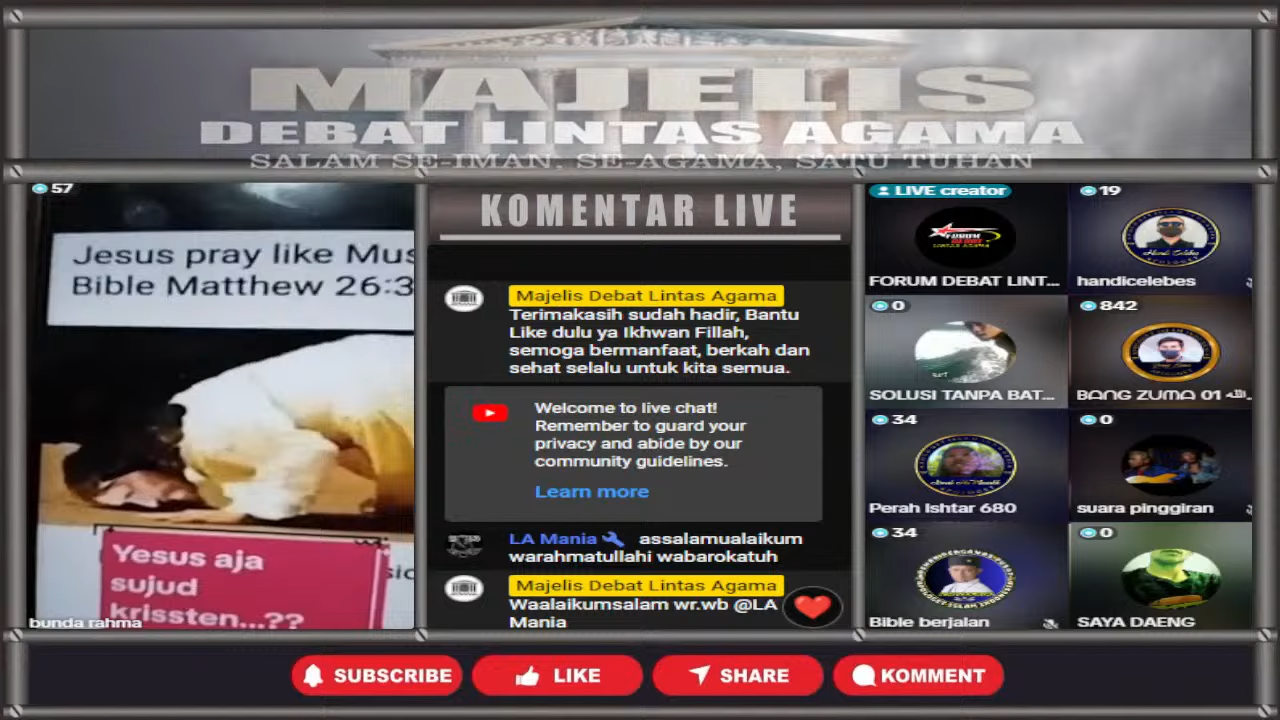 MAJELIS
DEBAT LINTAS AGAMA
SALAM SE-IMAN, SE-AGAMA, SATU TUHAN
57
Jesus pray like Mus
Bible Matthew 26:3
Yesus aja
sujud
krissten...??
bunda rahma
KOMENTAR LIVE
Majelis Debat Lintas Agama
Terimakasih sudah hadir, Bantu
Like dulu ya Ikhwan Fillah,
semoga bermanfaat, berkah dan
sehat selalu untuk kita semua.
Welcome to live chat!
Remember to guard your
privacy and abide by our
community guidelines.
Learn more
LA Mania assalamualaikum
warahmatullahi wabarokatuh
Majelis Debat Lintas Agama
Waalaikumsalam wr.wb @LA
Mania
LIVE creator
FORUM DEBAT LINT...
19
handicelebes
0
SOLUSI TANPA BAT...
842
BANG ZUMA 01
34
Perah Ishtar 680
0
suara pinggiran
34
Bible berjalan
0
SAYA DAENG
SUBSCRIBE
LIKE
SHARE
KOMMENT